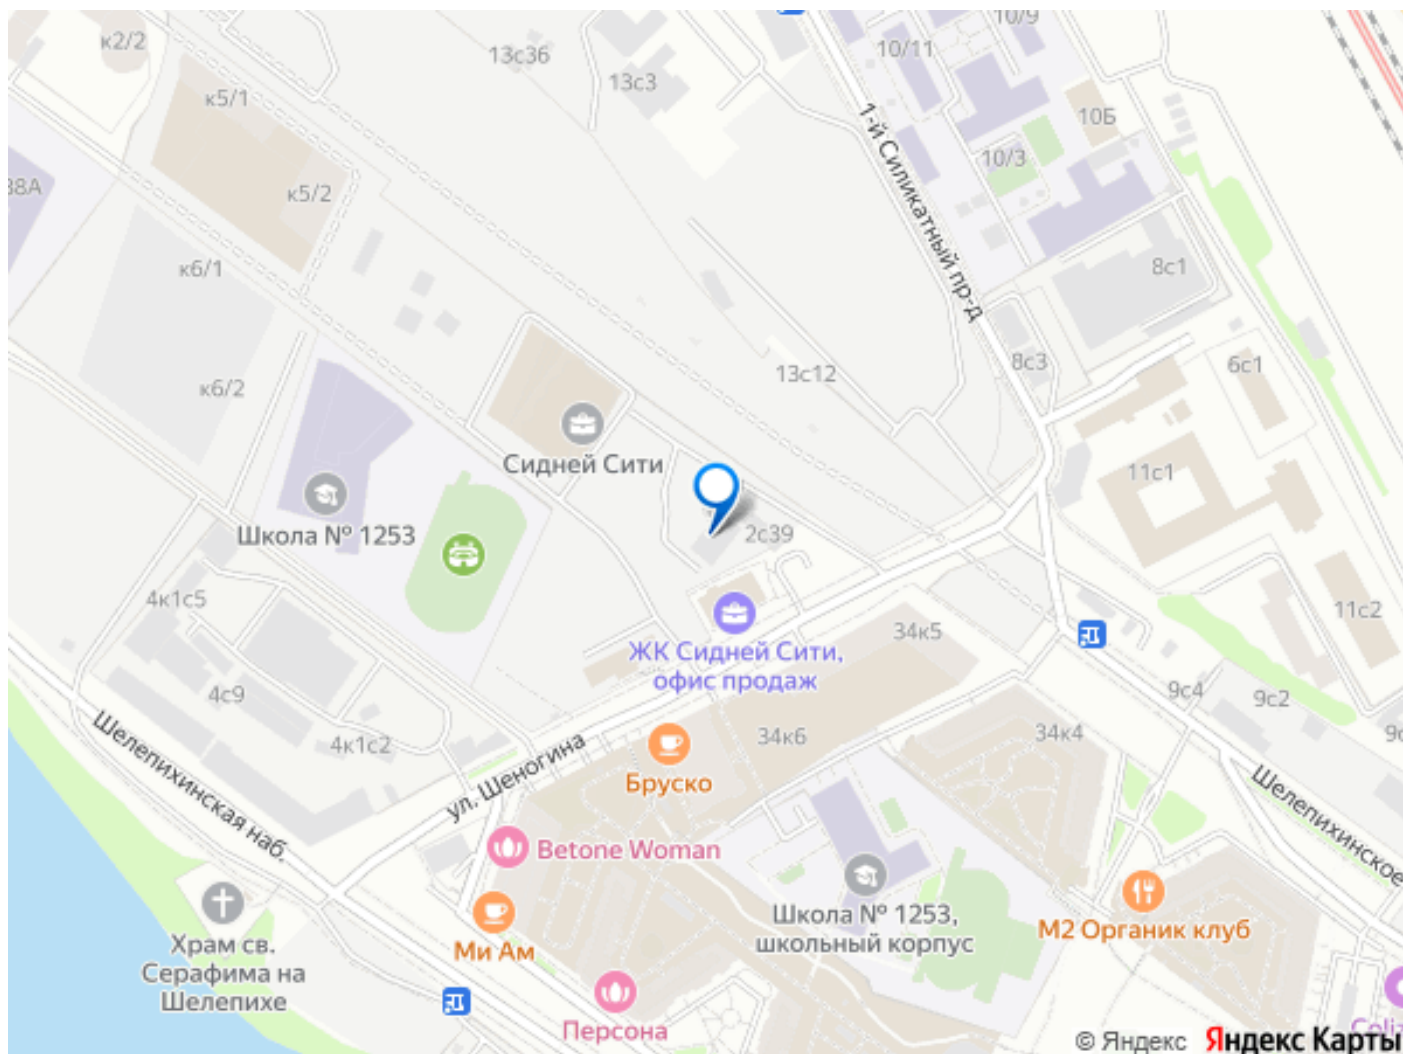 к2/2
13с36
10/9
10/11
13с3
к5/1
10Б
1-й Силикатный пр-д
10/3
38А
к5/2
к6/1
8с1
8с3
6с1
13с12
к6/2
Сидней Сити
11с1
Школа № 1253
2с39
4к1с5
11с2
34к5
ЖК Сидней Сити,
офис продаж
4с9
9с4
9с2
34к6
34к4
4к1с2
ул. Шеногина
Шелепихинская наб.
Бруско
Шелепихинское
Betone Woman
Школа № 1253,
школьный корпус
М2 Органик клуб
Храм св.
Серафима на
Шелепихе
Ми Ам
Персона
© Яндекс Яндекс Карты